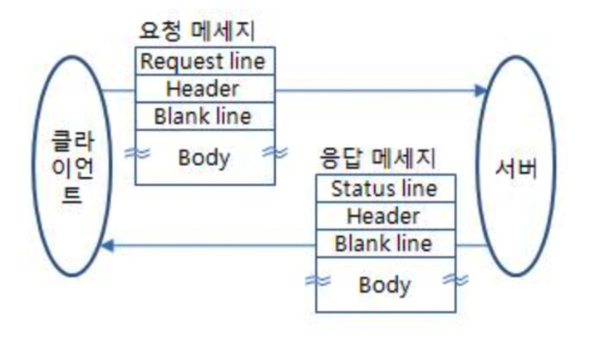 요청 메세지
Request line
Header
Blank line
Body
클라
이언
트
응답 메세지
Status line
Header
Blank line
Body
서버